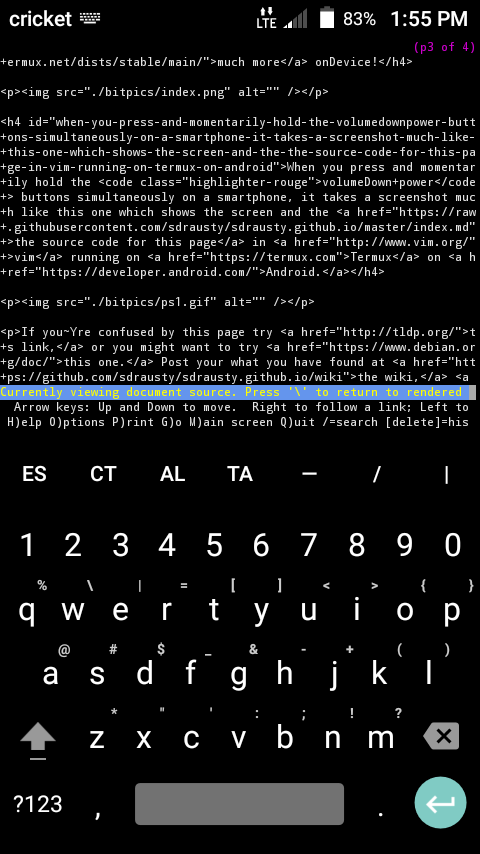 cricket LTE 83% 1:55 PM
(p3 of 4)
+ermux.net/dists/stable/main/">much more</a> onDevice!</h4>
<p><img src="./bitpics/index.png" alt="" /></p>
<h4 id="when-you-press-and-momentarily-hold-the-volumedownpower-butt
+ons-simultaneously-on-a-smartphone-it-takes-a-screenshot-much-like-
+this-one-which-shows-the-screen-and-the-the-source-code-for-this-pa
+ge-in-vim-running-on-termux-on-android">When you press and momentar
+ily hold the <code class="highlighter-rouge">volumeDown+power</code
+> buttons simultaneously on a smartphone, it takes a screenshot muc
+h like this one which shows the screen and the <a href="https://raw
+.githubusercontent.com/sdrausty/sdrausty.github.io/master/index.md"
+>the source code for this page</a> in <a href="http://www.vim.org/"
+>vim</a> running on <a href="https://termux.com">Termux</a> on <a h
+ref="https://developer.android.com/">Android.</a></h4>
<p><img src="./bitpics/ps1.gif" alt="" /></p>
<p>If you~Yre confused by this page try <a href="http://tldp.org/">t
+s link,</a> or you might want to try <a href="https://www.debian.or
+g/doc/">this one.</a> Post your what you have found at <a href="htt
+ps://github.com/sdrausty/sdrausty.github.io/wiki">the wiki,</a> <a
Currently viewing document source. Press '\' to return to rendered
Arrow keys: Up and Down to move. Right to follow a link; Left to
H)elp O)ptions P)rint G)o M)ain screen Q)uit /=search [delete]=his
ES CT AL TA — / |
1 2 3 4 5 6 7 8 9 0
% \ | = [ ] < > { }
q w e r t y u i o p
@ # $ _ & - + ( )
a s d f g h j k l
* " ' : ; ! ?
z x c v b n m
?123 , .